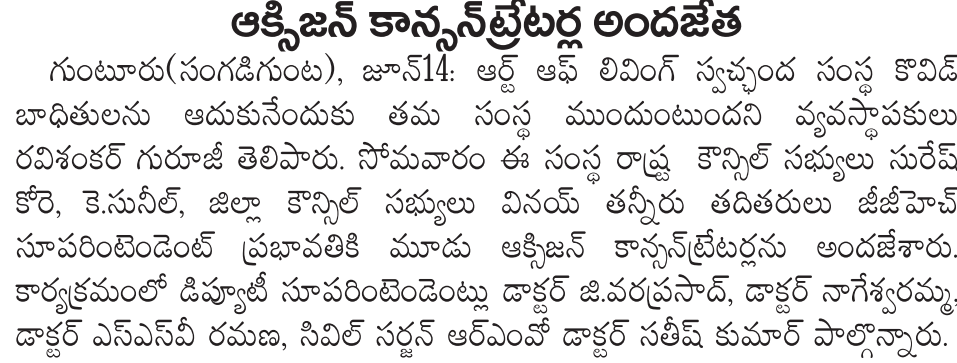 ఆక్సిజన్ కాన్సన్‌ట్రేటర్ల అందజేత
గుంటూరు(సంగడిగుంట), జూన్14: ఆర్ట్ ఆఫ్ లివింగ్ స్వచ్ఛంద సంస్థ కొవిడ్
బాధితులను ఆదుకునేందుకు తమ సంస్థ ముందుంటుందని వ్యవస్థాపకులు
రవిశంకర్ గురూజీ తెలిపారు. సోమవారం ఈ సంస్థ రాష్ట్ర కౌన్సిల్ సభ్యులు సురేష్
కోరె, కె.సునీల్, జిల్లా కౌన్సిల్ సభ్యులు వినయ్ తన్నీరు తదితరులు జీజీహెచ్
సూపరింటెండెంట్ ప్రభావతికి మూడు ఆక్సిజన్ కాన్సన్‌ట్రేటర్లను అందజేశారు.
కార్యక్రమంలో డిప్యూటీ సూపరింటెండెంట్లు డాక్టర్ జి.వరప్రసాద్, డాక్టర్ నాగేశ్వరమ్మ,
డాక్టర్ ఎస్ఎస్‌వీ రమణ, సివిల్ సర్జన్ ఆర్ఎంవో డాక్టర్ సతీష్ కుమార్ పాల్గొన్నారు.